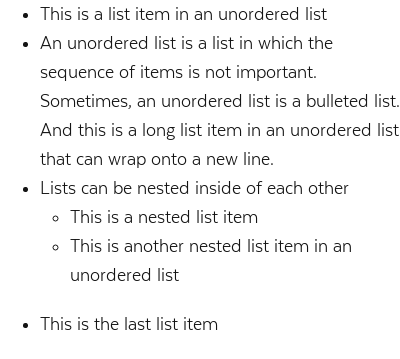 • This is a list item in an unordered list
• An unordered list is a list in which the
sequence of items is not important.
Sometimes, an unordered list is a bulleted list.
And this is a long list item in an unordered list
that can wrap onto a new line.
• Lists can be nested inside of each other
◦ This is a nested list item
◦ This is another nested list item in an
unordered list
• This is the last list item